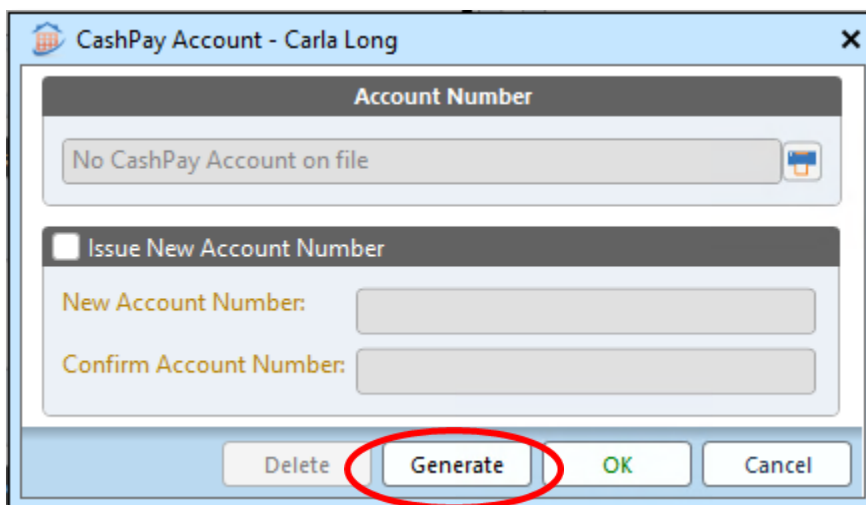 CashPay Account - Carla Long
Account Number
No CashPay Account on file
Issue New Account Number
New Account Number:
Confirm Account Number:
Delete Generate OK Cancel